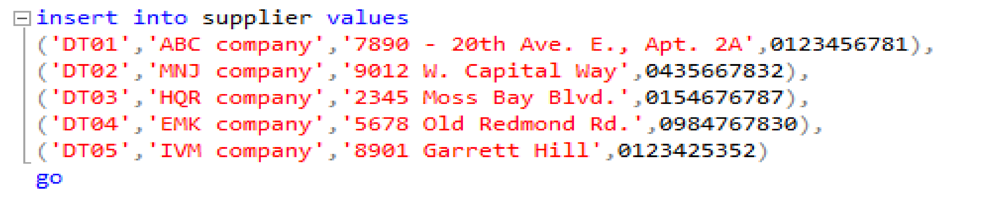 insert into supplier values
('DT01','ABC company','7890 - 20th Ave. E., Apt. 2A',0123456781),
('DT02','MNJ company','9012 W. Capital Way',0435667832),
('DT03','HQR company','2345 Moss Bay Blvd.',0154676787),
('DT04','EMK company','5678 Old Redmond Rd.',0984767830),
('DT05','IVM company','8901 Garrett Hill',0123425352)
go